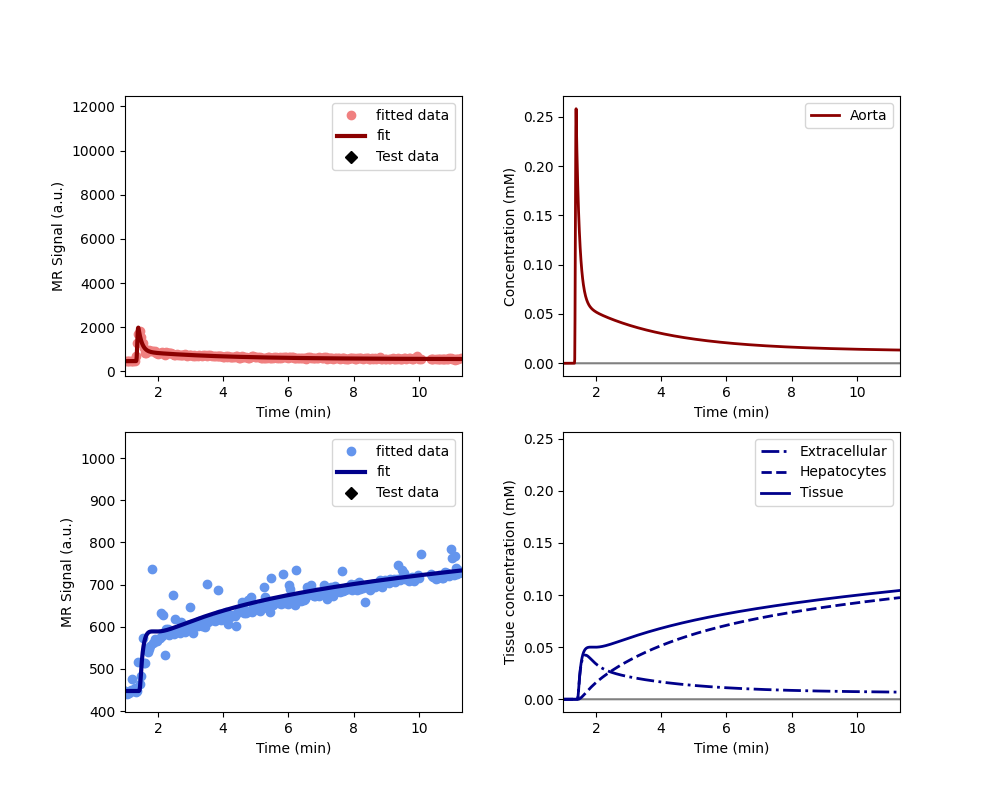 12000
10000
8000
6000
4000
2000
0
MR Signal (a.u.)
fitted data
fit
Test data
2 4 6 8 10
Time (min)
0.25
0.20
0.15
0.10
0.05
0.00
Concentration (mM)
Aorta
2 4 6 8 10
Time (min)
1000
900
800
700
600
500
400
MR Signal (a.u.)
fitted data
fit
Test data
2 4 6 8 10
Time (min)
0.25
0.20
0.15
0.10
0.05
0.00
Tissue concentration (mM)
Extracellular
Hepatocytes
Tissue
2 4 6 8 10
Time (min)